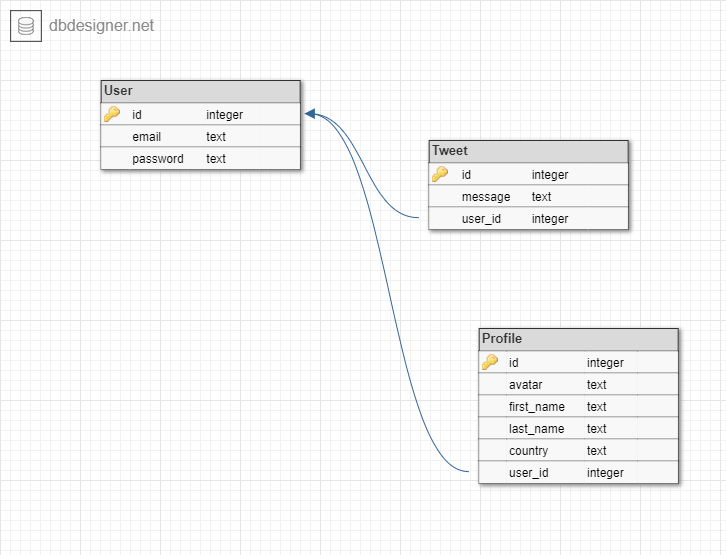 dbdesigner.net
User
id integer
email text
password text
Tweet
id integer
message text
user_id integer
Profile
id integer
avatar text
first_name text
last_name text
country text
user_id integer